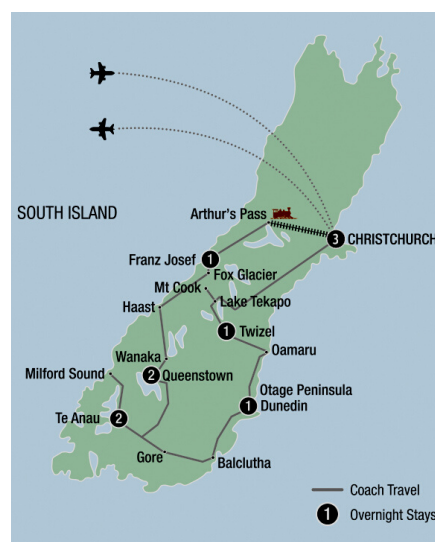 SOUTH ISLAND
Arthur's Pass
3 CHRISTCHURCH
Franz Josef 1
Fox Glacier
Mt Cook
Lake Tekapo
Haast
1 Twizel
Oamaru
Wanaka
Milford Sound
2 Queenstown
Otage Peninsula
1 Dunedin
Te Anau 2
Gore
Balclutha
Coach Travel
1 Overnight Stays